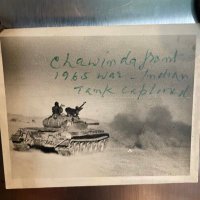 Chawinda front
1965 war - Indian
Tank captured